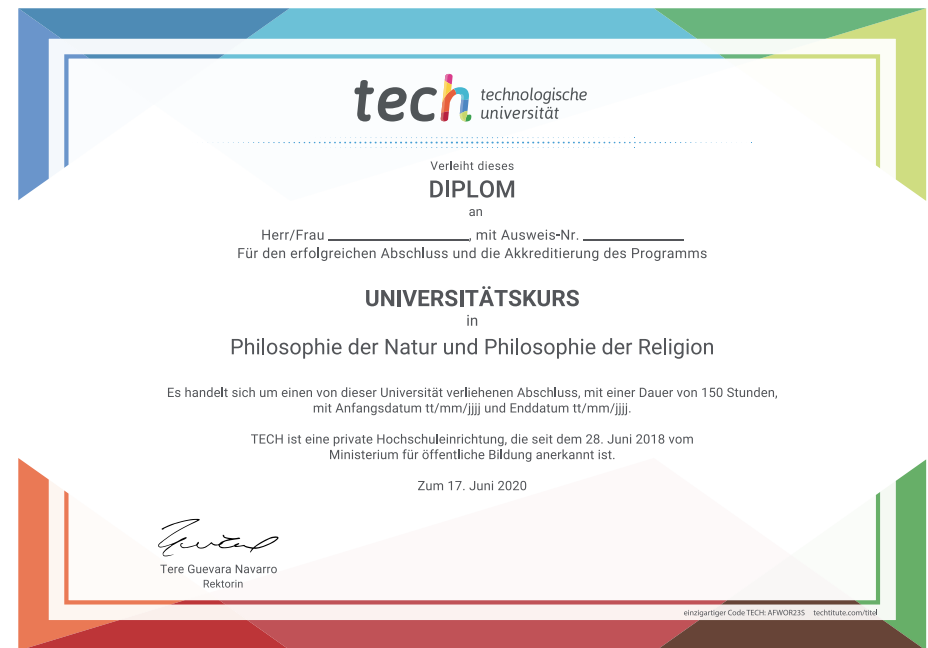 tech technologische
universität
Verleiht dieses
DIPLOM
an
Herr/Frau ____________, mit Ausweis-Nr. ____________
Für den erfolgreichen Abschluss und die Akkreditierung des Programms
UNIVERSITÄTSKURS
in
Philosophie der Natur und Philosophie der Religion
Es handelt sich um einen von dieser Universität verliehenen Abschluss, mit einer Dauer von 150 Stunden,
mit Anfangsdatum tt/mm/jjjj und Enddatum tt/mm/jjjj.
TECH ist eine private Hochschuleinrichtung, die seit dem 28. Juni 2018 vom
Ministerium für öffentliche Bildung anerkannt ist.
Zum 17. Juni 2020
Tere Guevara Navarro
Rektorin
einzigartiger Code TECH: AFWOR23S techtitute.com/titel